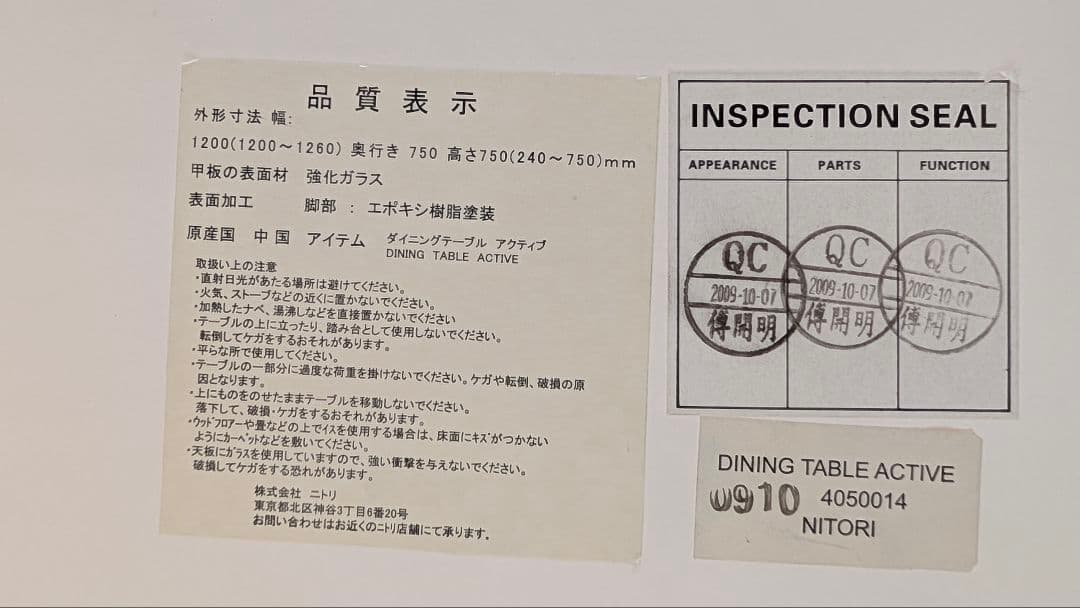 品質表示
外形寸法 幅:
1200(1200～1260) 奥行き 750 高さ750(240～750)mm
甲板の表面材 強化ガラス
表面加工 脚部 : エポキシ樹脂塗装
原産国 中国 アイテム ダイニングテーブル アクティブ
DINING TABLE ACTIVE
取扱い上の注意
・直射日光があたる場所は避けてください。
・火気、ストーブなどの近くに置かないでください。
・加熱したナベ、湯沸しなどを直接置かないでください
・テーブルの上に立ったり、踏み台として使用しないでください。
転倒してケガをするおそれがあります。
・平らな所で使用してください。
・テーブルの一部分に過度な荷重を掛けないでください。ケガや転倒、破損の原
因となります。
・上にものをのせたままテーブルを移動しないでください。
落下して、破損・ケガをするおそれがあります。
・ウッドフロアーや畳などの上でイスを使用する場合は、床面にキズがつかない
ようにカーペットなどを敷いてください。
・天板にガラスを使用していますので、強い衝撃を与えないでください。
破損してケガをする恐れがあります。
株式会社 ニトリ
東京都北区神谷3丁目6番20号
お問い合わせはお近くのニトリ店舗にて承ります。
INSPECTION SEAL
APPEARANCE PARTS FUNCTION
QC QC QC
2009-10-07 2009-10-07 2009-10-07
傅開明 傅開明 傅開明
DINING TABLE ACTIVE
W910 4050014
NITORI